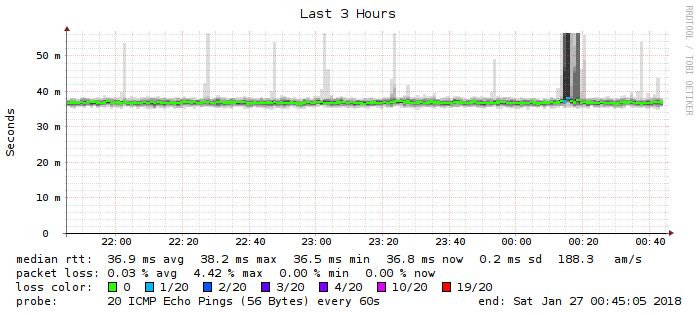 Last 3 Hours
RRDTOOL / TOBI OETIKER
Seconds
50 m
40 m
30 m
20 m
10 m
0
22:00 22:20 22:40 23:00 23:20 23:40 00:00 00:20 00:40
median rtt: 36.9 ms avg 38.2 ms max 36.5 ms min 36.8 ms now 0.2 ms sd 188.3 am/s
packet loss: 0.03 % avg 4.42 % max 0.00 % min 0.00 % now
loss color: 0 1/20 2/20 3/20 4/20 10/20 19/20
probe: 20 ICMP Echo Pings (56 Bytes) every 60s end: Sat Jan 27 00:45:05 2018